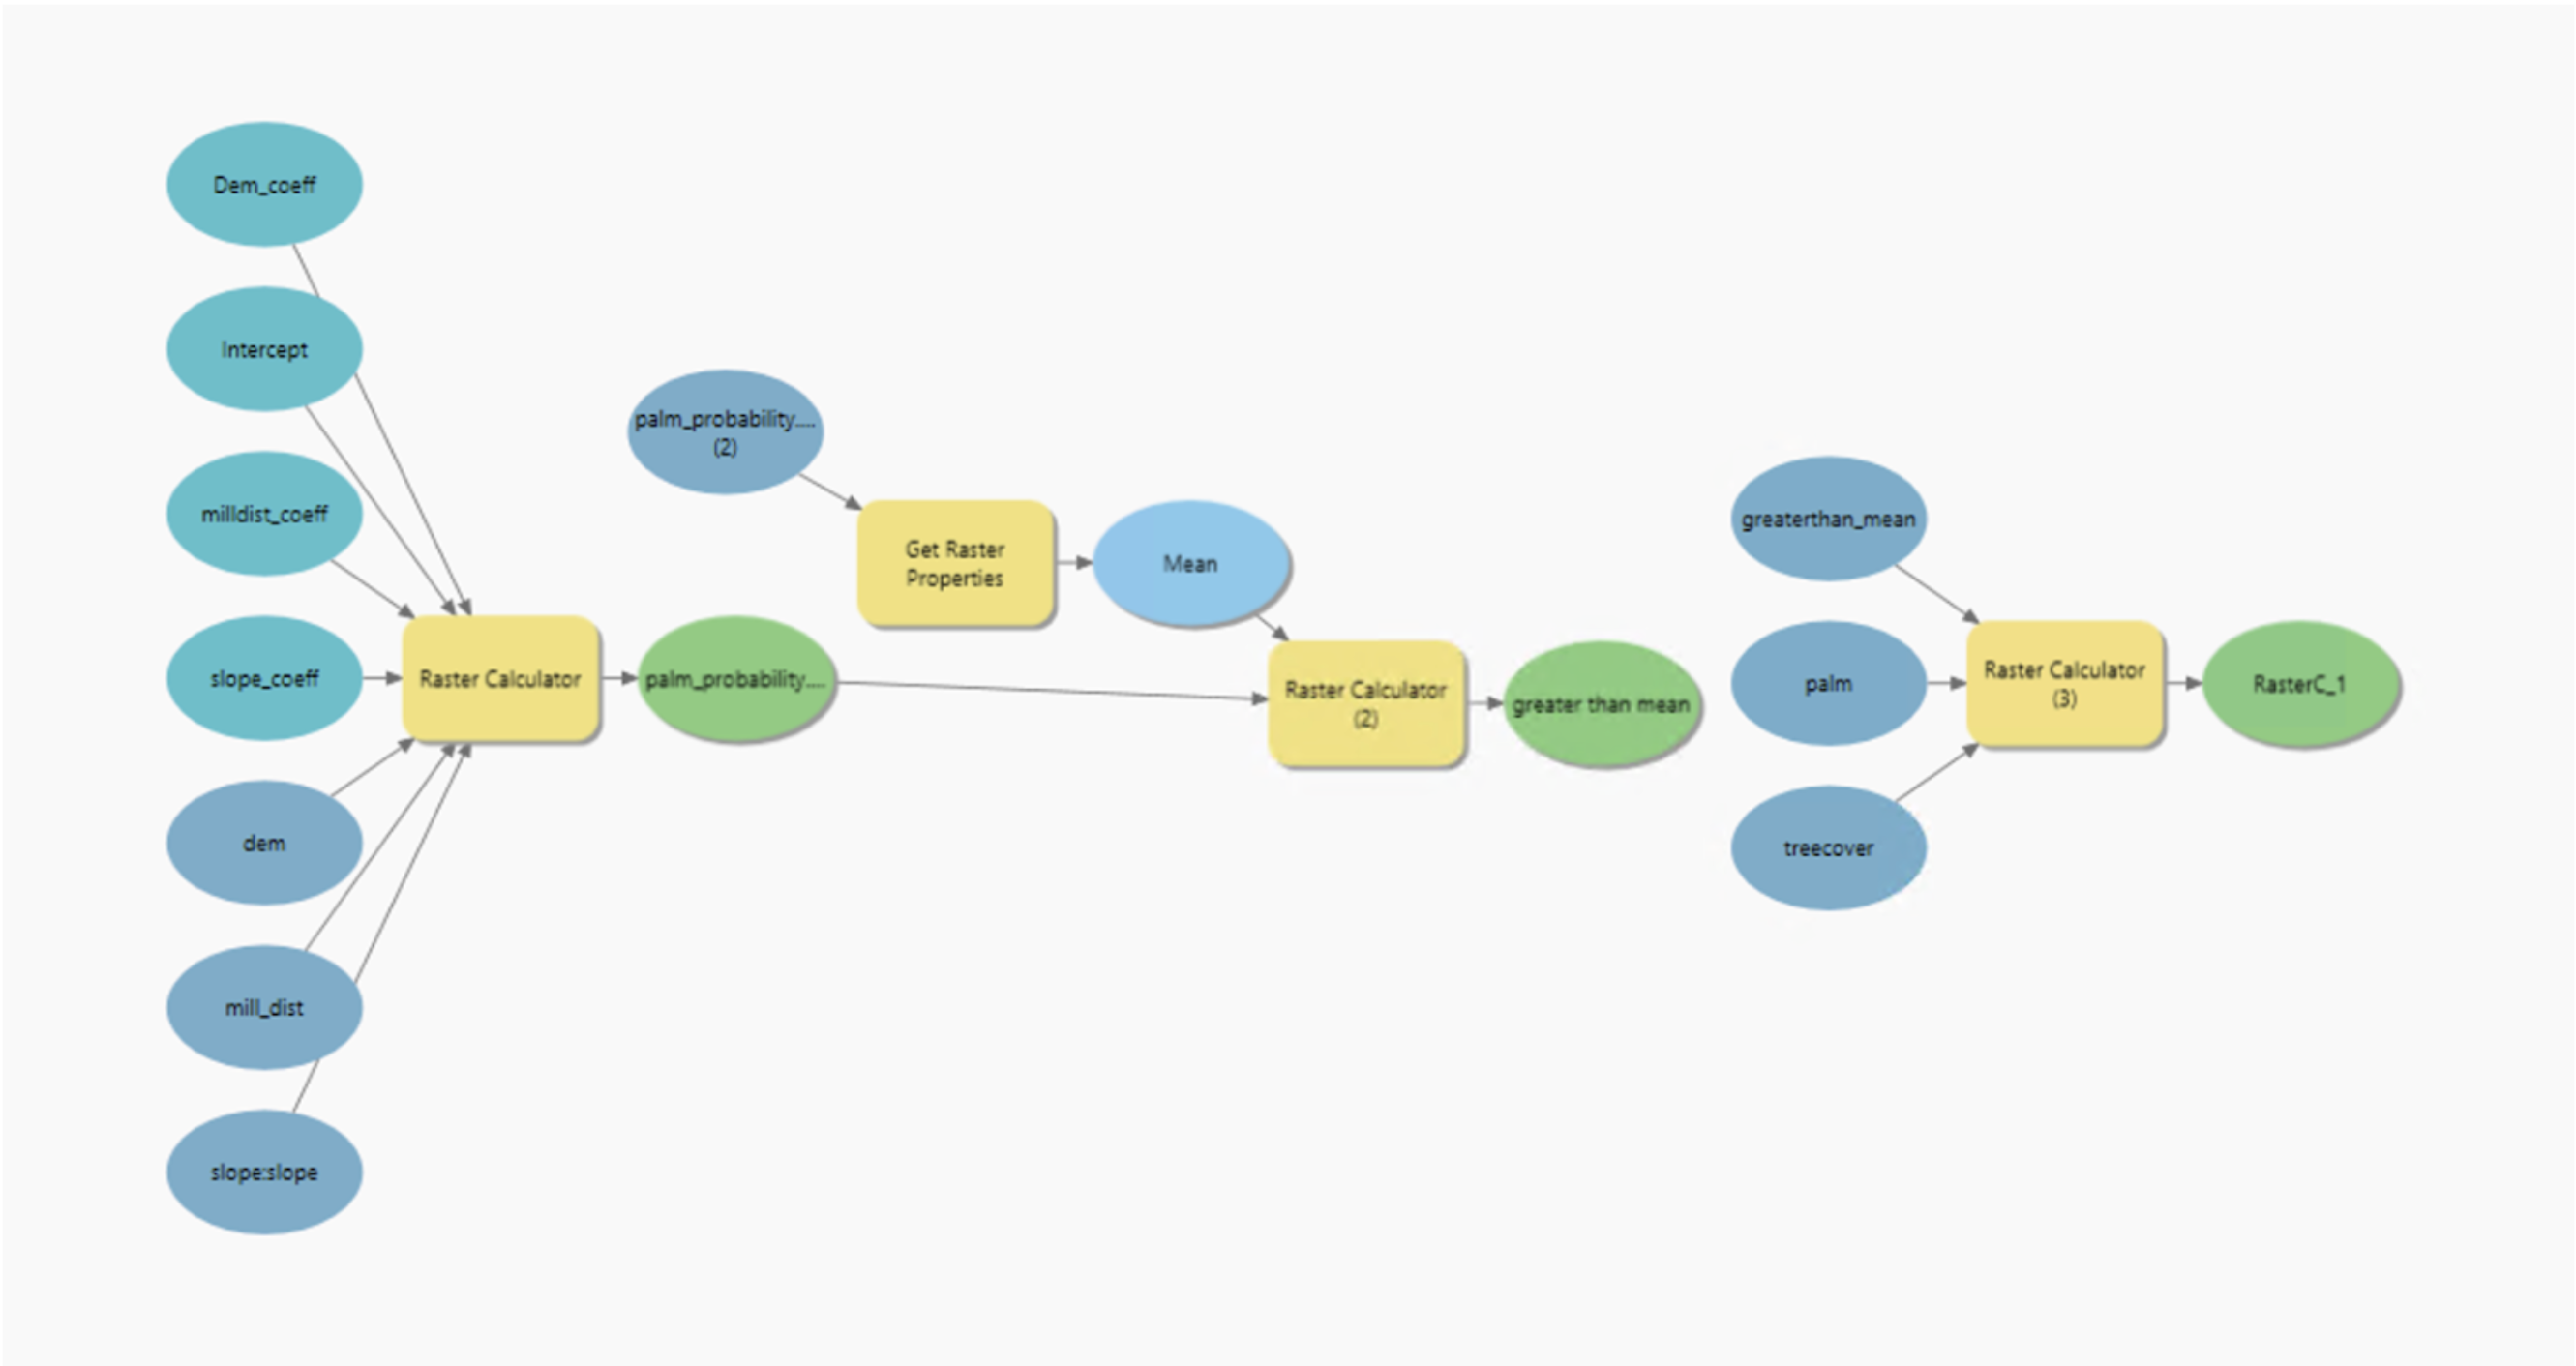 Dem_coeff
Intercept
milldist_coeff
slope_coeff
dem
mill_dist
slope:slope
Raster Calculator
palm_probability....
(2)
palm_probability....
Get Raster
Properties
Mean
Raster Calculator
(2)
greater than mean
greaterthan_mean
palm
treecover
Raster Calculator
(3)
RasterC_1